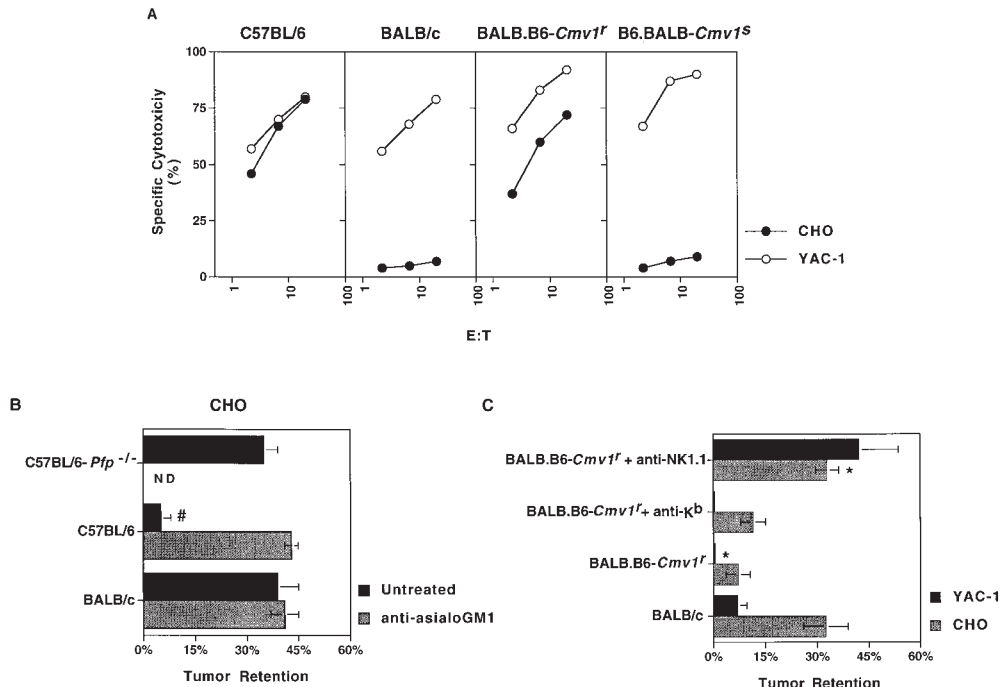 A
C57BL/6 BALB/c BALB.B6-Cmv1r B6.BALB-Cmv1s
100
75
50
25
0
Specific Cytotoxiciy
(%)
1 10 100 1 10 100 1 10 100 1 10 100
E:T
CHO
YAC-1
B
CHO
C57BL/6-Pfp -/-
ND
C57BL/6
#
BALB/c
Untreated
anti-asialoGM1
0% 15% 30% 45% 60%
Tumor Retention
C
BALB.B6-Cmv1r + anti-NK1.1
*
BALB.B6-Cmv1r + anti-Kb
BALB.B6-Cmv1r
*
BALB/c
YAC-1
CHO
0% 15% 30% 45% 60%
Tumor Retention